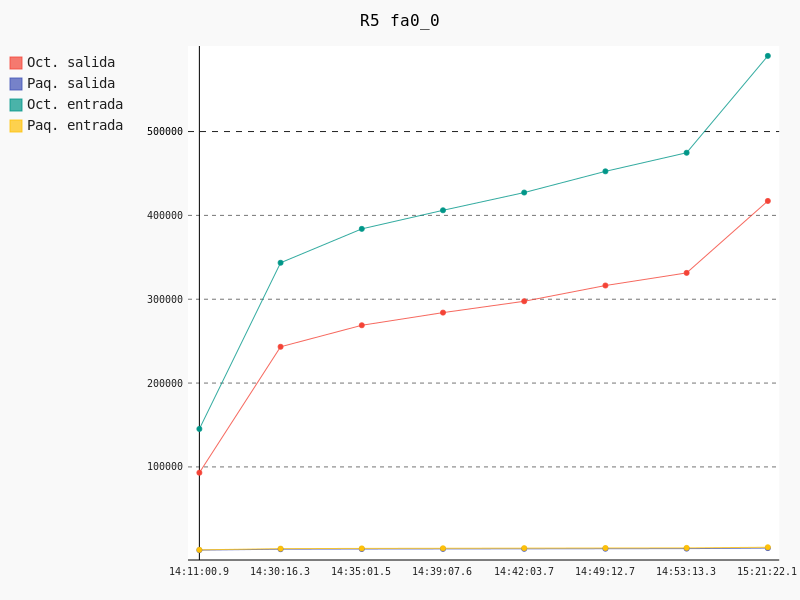 R5 fa0_0
Oct. salida
Paq. salida
Oct. entrada
Paq. entrada
500000
400000
300000
200000
100000
14:11:00.9 14:30:16.3 14:35:01.5 14:39:07.6 14:42:03.7 14:49:12.7 14:53:13.3 15:21:22.1